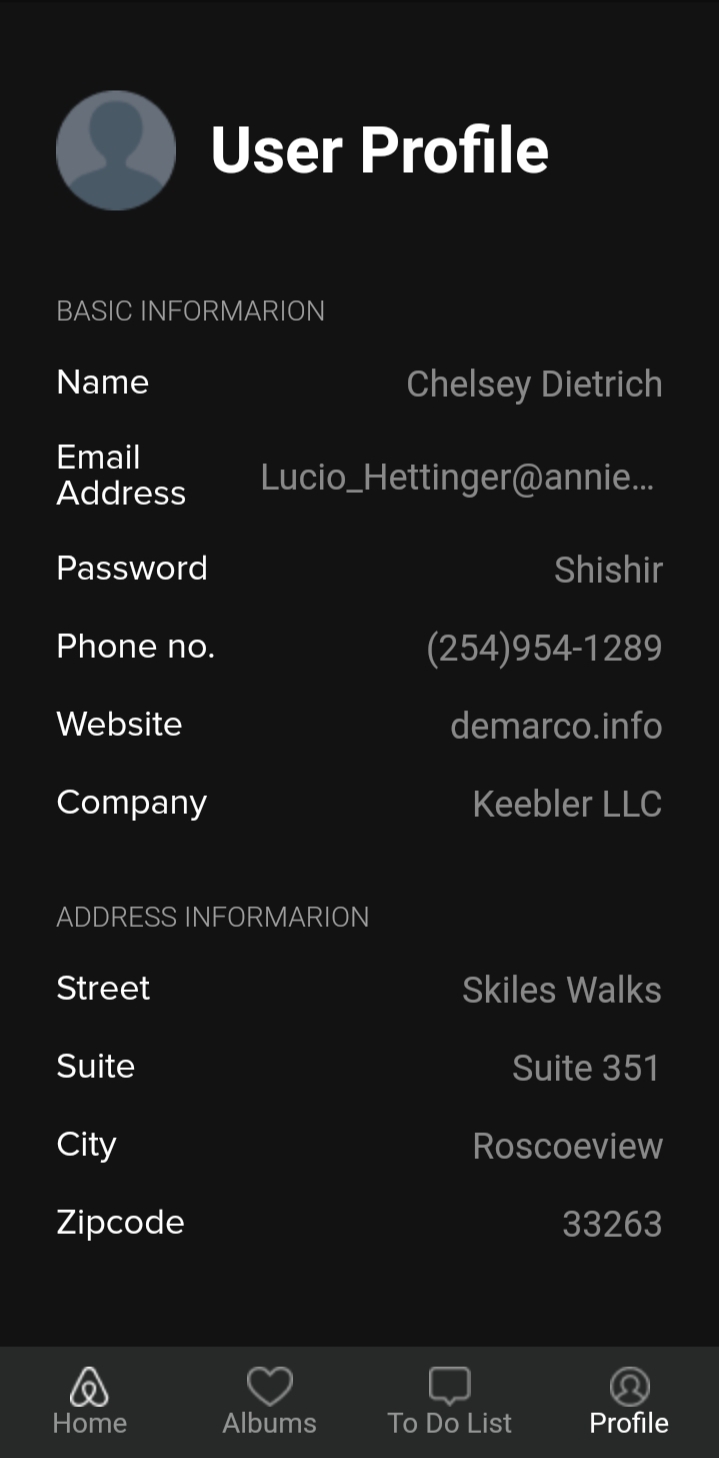 User Profile
BASIC INFORMARION
Name Chelsey Dietrich
Email
Address Lucio_Hettinger@annie...
Password Shishir
Phone no. (254)954-1289
Website demarco.info
Company Keebler LLC
ADDRESS INFORMARION
Street Skiles Walks
Suite Suite 351
City Roscoeview
Zipcode 33263
Home Albums To Do List Profile